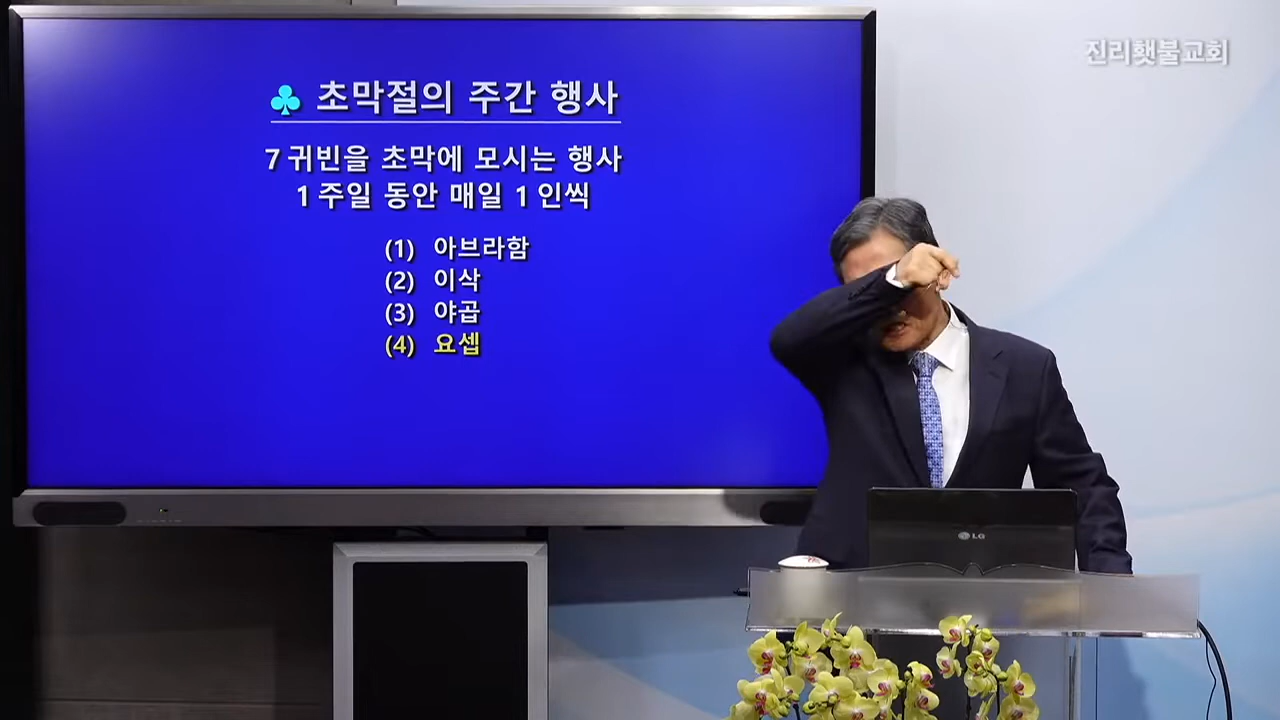 진리횃불교회
♣ 초막절의 주간 행사
7 귀빈을 초막에 모시는 행사
1 주일 동안 매일 1 인씩
(1) 아브라함
(2) 이삭
(3) 야곱
(4) 요셉
LG